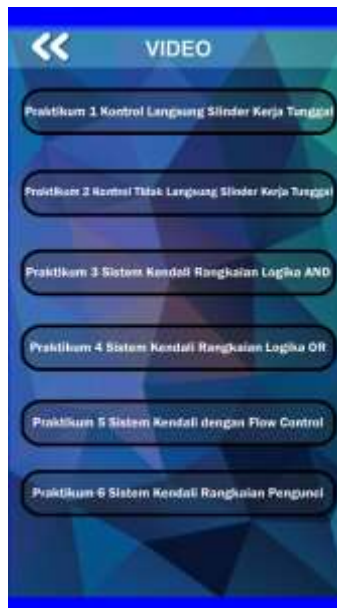 VIDEO
Praktikum 1 Kontrol Langsung Slinder Kerja Tunggal
Praktikum 2 Kontrol Tidak Langsung Slinder Kerja Tunggal
Praktikum 3 Sistem Kendali Rangkaian Logika AND
Praktikum 4 Sistem Kendali Rangkaian Logika OR
Praktikum 5 Sistem Kendali dengan Flow Control
Praktikum 6 Sistem Kendali Rangkaian Pengunci